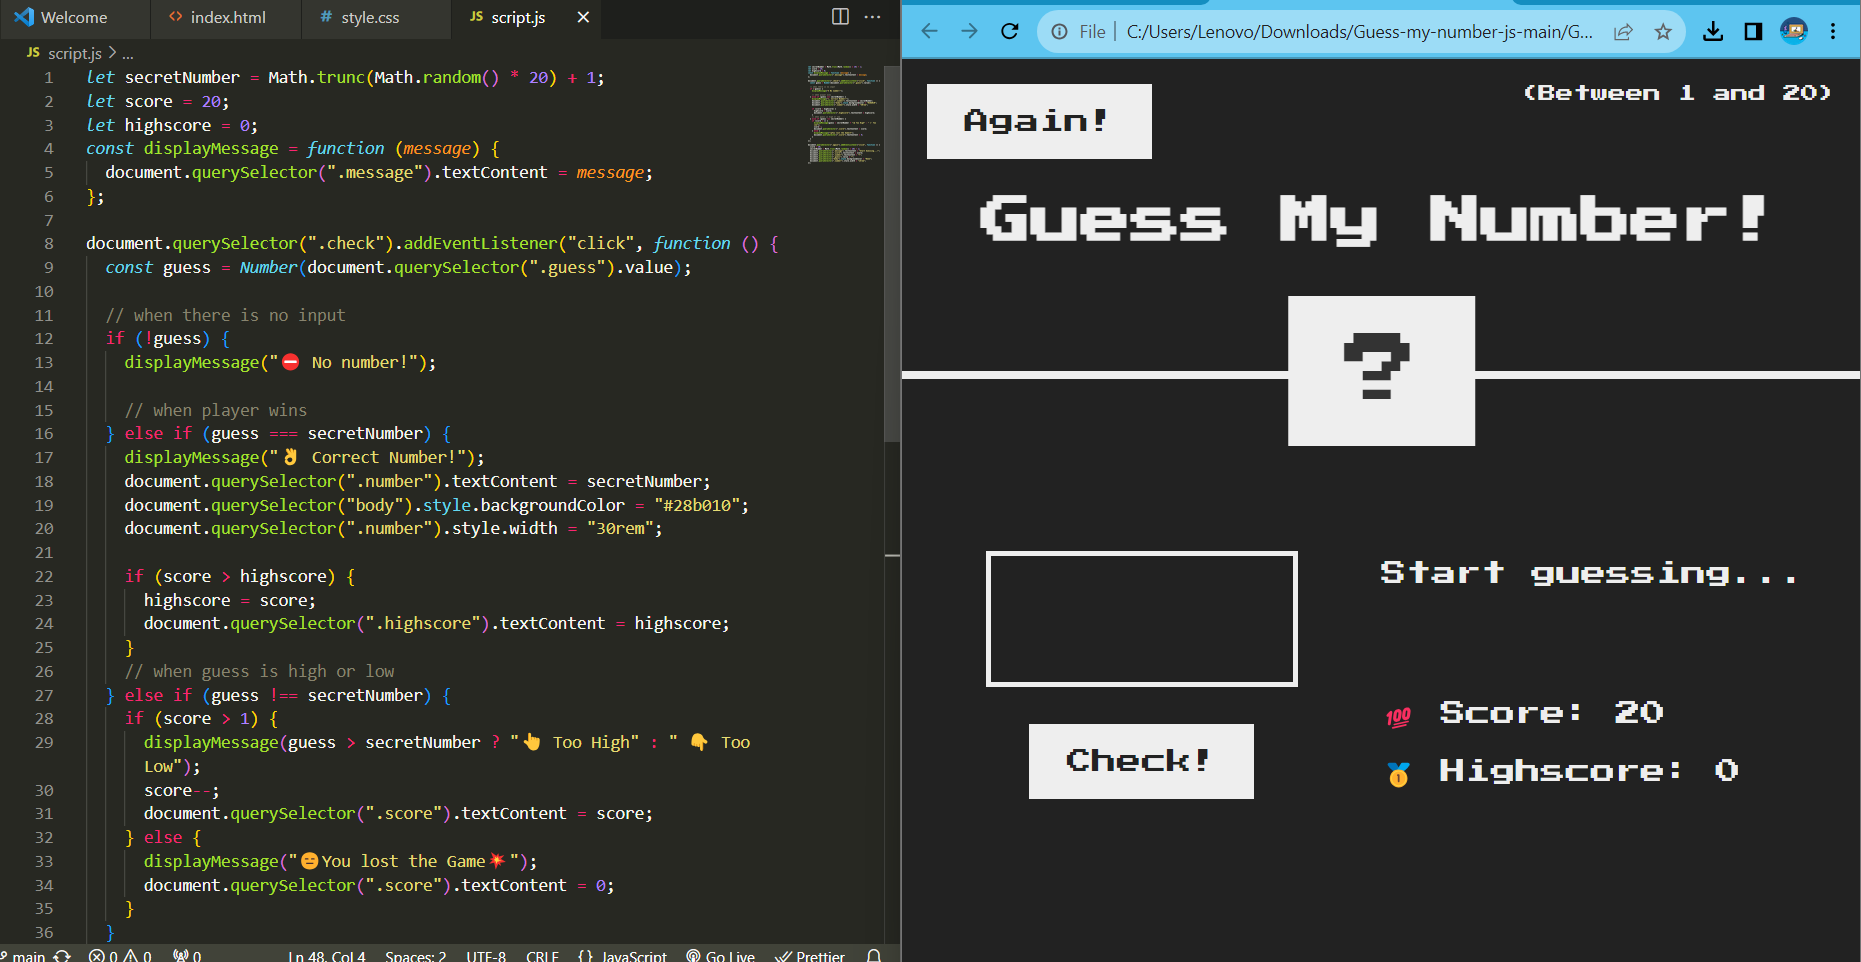 Welcome
index.html
# style.css
JS script.js
JS script.js > ...
1 let secretNumber = Math.trunc(Math.random() * 20) + 1;
2 let score = 20;
3 let highscore = 0;
4 const displayMessage = function (message) {
5 document.querySelector(".message").textContent = message;
6 };
7
8 document.querySelector(".check").addEventListener("click", function () {
9 const guess = Number(document.querySelector(".guess").value);
10
11 // when there is no input
12 if (!guess) {
13 displayMessage("⛔ No number!");
14
15 // when player wins
16 } else if (guess === secretNumber) {
17 displayMessage("👌 Correct Number!");
18 document.querySelector(".number").textContent = secretNumber;
19 document.querySelector("body").style.backgroundColor = "#28b010";
20 document.querySelector(".number").style.width = "30rem";
21
22 if (score > highscore) {
23 highscore = score;
24 document.querySelector(".highscore").textContent = highscore;
25 }
26 // when guess is high or low
27 } else if (guess !== secretNumber) {
28 if (score > 1) {
29 displayMessage(guess > secretNumber ? "👆 Too High" : " 👇 Too
Low");
30 score--;
31 document.querySelector(".score").textContent = score;
32 } else {
33 displayMessage("😑You lost the Game💥");
34 document.querySelector(".score").textContent = 0;
35 }
36 }
main 0 0 0 Ln 48, Col 4 Spaces: 2 UTF-8 CRLF {} JavaScript Go Live Prettier
File | C:/Users/Lenovo/Downloads/Guess-my-number-js-main/G...
(Between 1 and 20)
Again!
Guess My Number!
?
Start guessing...
💯 Score: 20
Check!
🥇 Highscore: 0